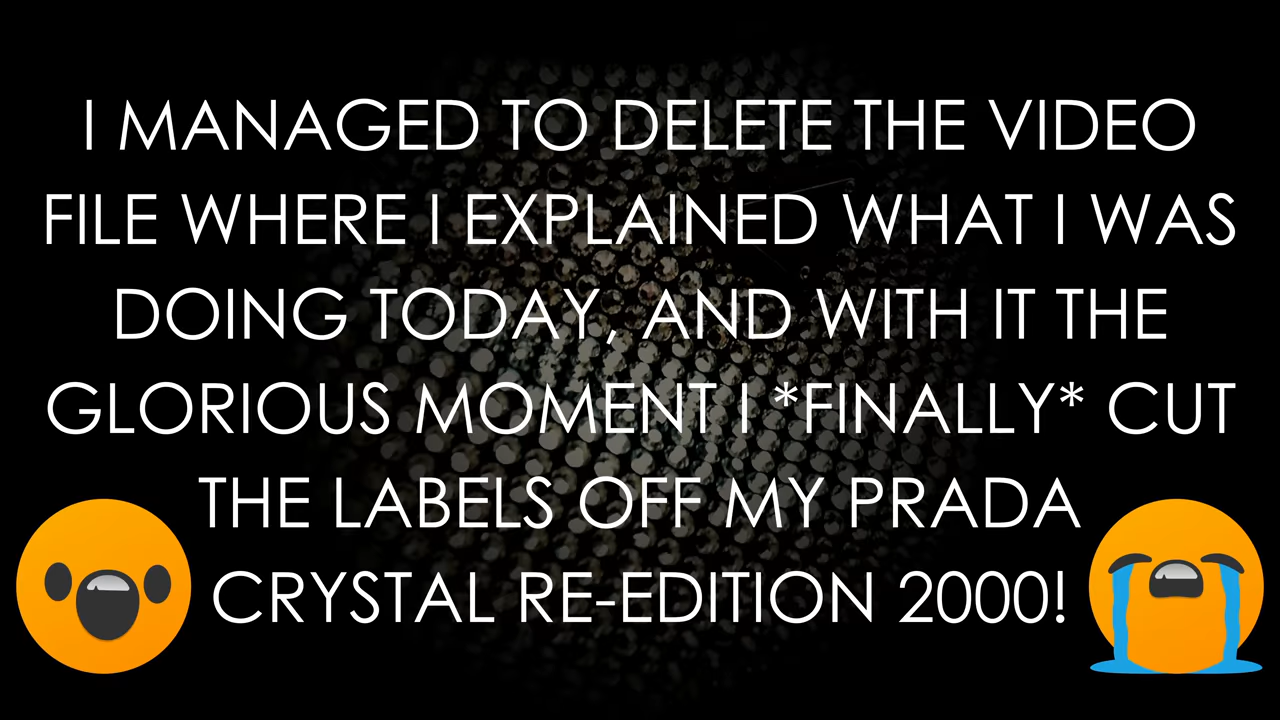 I MANAGED TO DELETE THE VIDEO
FILE WHERE I EXPLAINED WHAT I WAS
DOING TODAY, AND WITH IT THE
GLORIOUS MOMENT I *FINALLY* CUT
THE LABELS OFF MY PRADA
CRYSTAL RE-EDITION 2000!